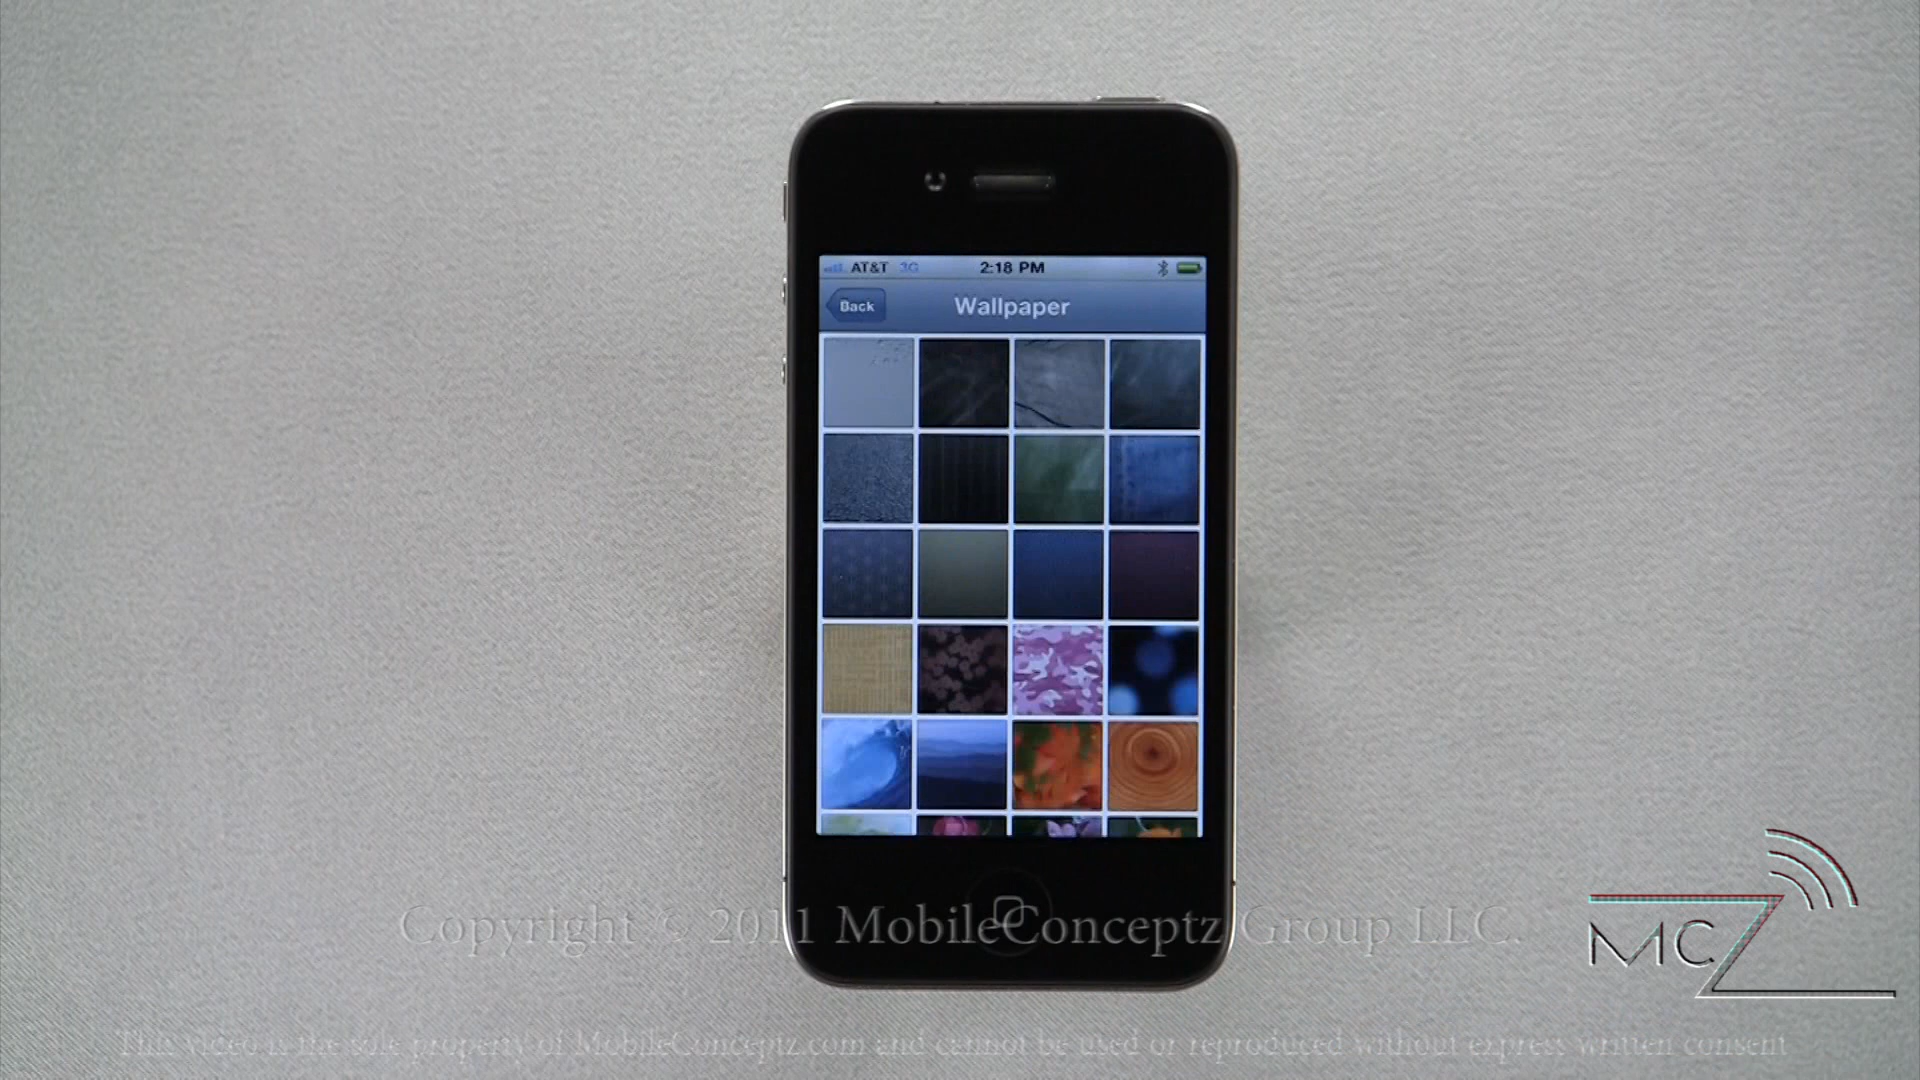 AT&T 3G 2:18 PM
Back Wallpaper
Copyright © 2011 MobileConceptz Group LLC.
MCZ
This video is the sole property of MobileConceptz.com and cannot be used or reproduced without express written consent